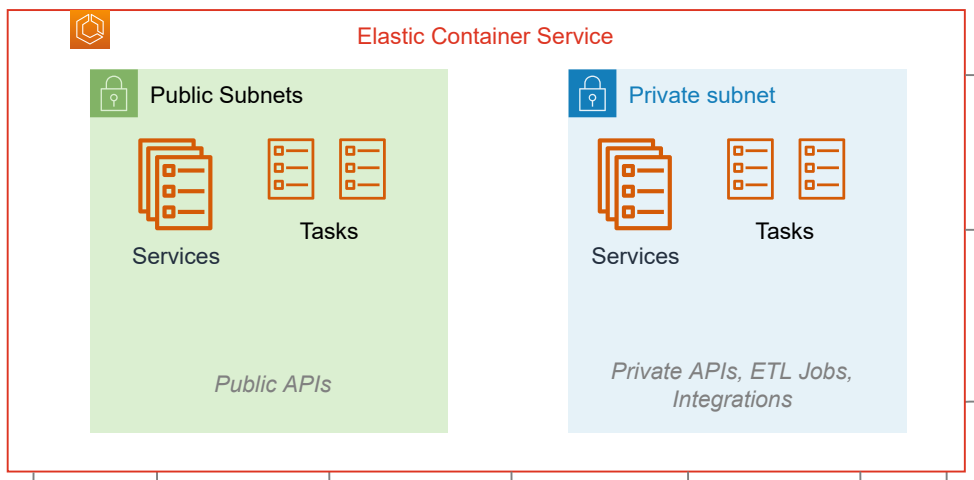 Elastic Container Service
Public Subnets
Services
Tasks
Public APIs
Private subnet
Services
Tasks
Private APIs, ETL Jobs,
Integrations